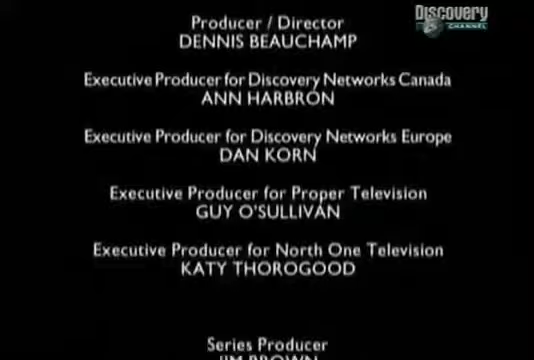 Discovery
CHANNEL
Producer / Director
DENNIS BEAUCHAMP
Executive Producer for Discovery Networks Canada
ANN HARBRON
Executive Producer for Discovery Networks Europe
DAN KORN
Executive Producer for Proper Television
GUY O'SULLIVAN
Executive Producer for North One Television
KATY THOROGOOD
Series Producer
JIM BROWN